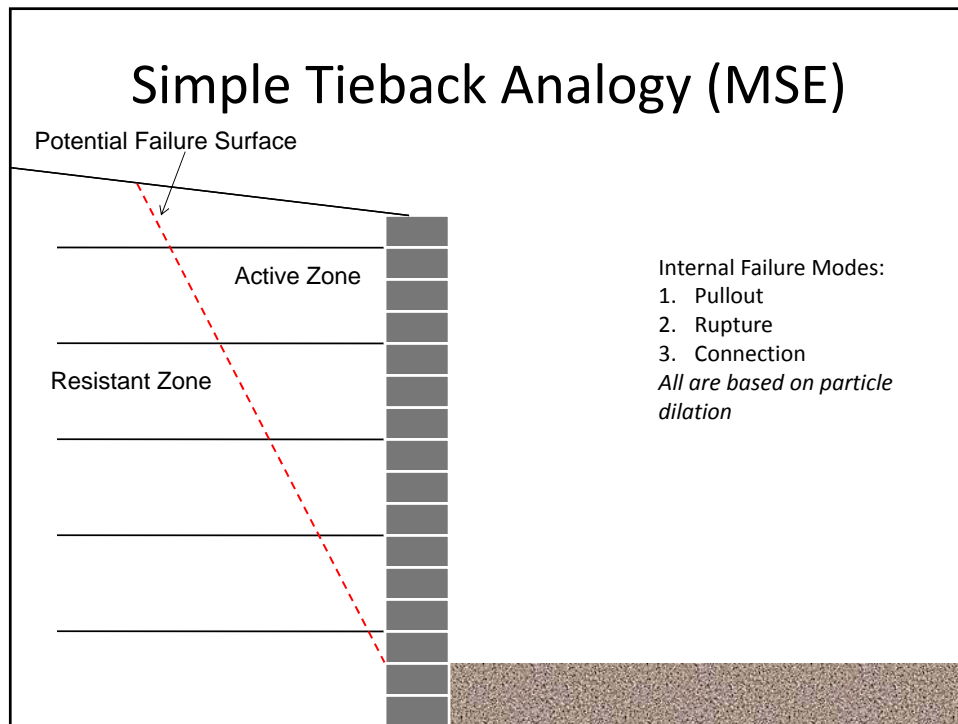 Simple Tieback Analogy (MSE)
Potential Failure Surface
Active Zone
Resistant Zone
Internal Failure Modes:
1. Pullout
2. Rupture
3. Connection
All are based on particle
dilation